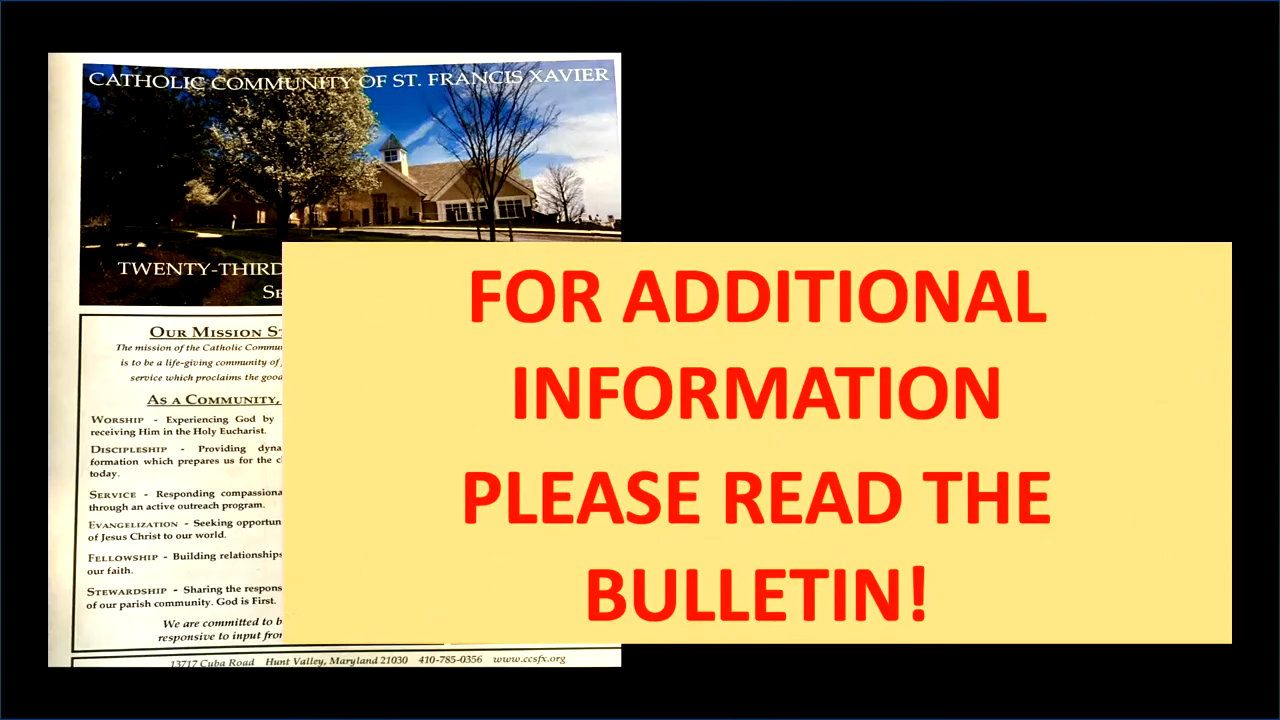 CATHOLIC COMMUNITY OF ST. FRANCIS XAVIER
TWENTY-THIRD
OUR MISSION
The mission of the Catholic
is to be a life-giving community of
service which proclaims the good
AS A COMMUNITY,
WORSHIP - Experiencing God by
receiving Him in the Holy Eucharist.
DISCIPLESHIP - Providing
formation which prepares us for the
today.
SERVICE - Responding
through an active outreach program.
EVANGELIZATION - Seeking
of Jesus Christ to our world.
FELLOWSHIP - Building relationships
our faith.
STEWARDSHIP - Sharing the
of our parish community. God is First.
We are committed to
responsive to input
13717 Cuba Road Hunt Valley, Maryland 21030 410-785-0356 www.ccsfx.org
FOR ADDITIONAL
INFORMATION
PLEASE READ THE
BULLETIN!